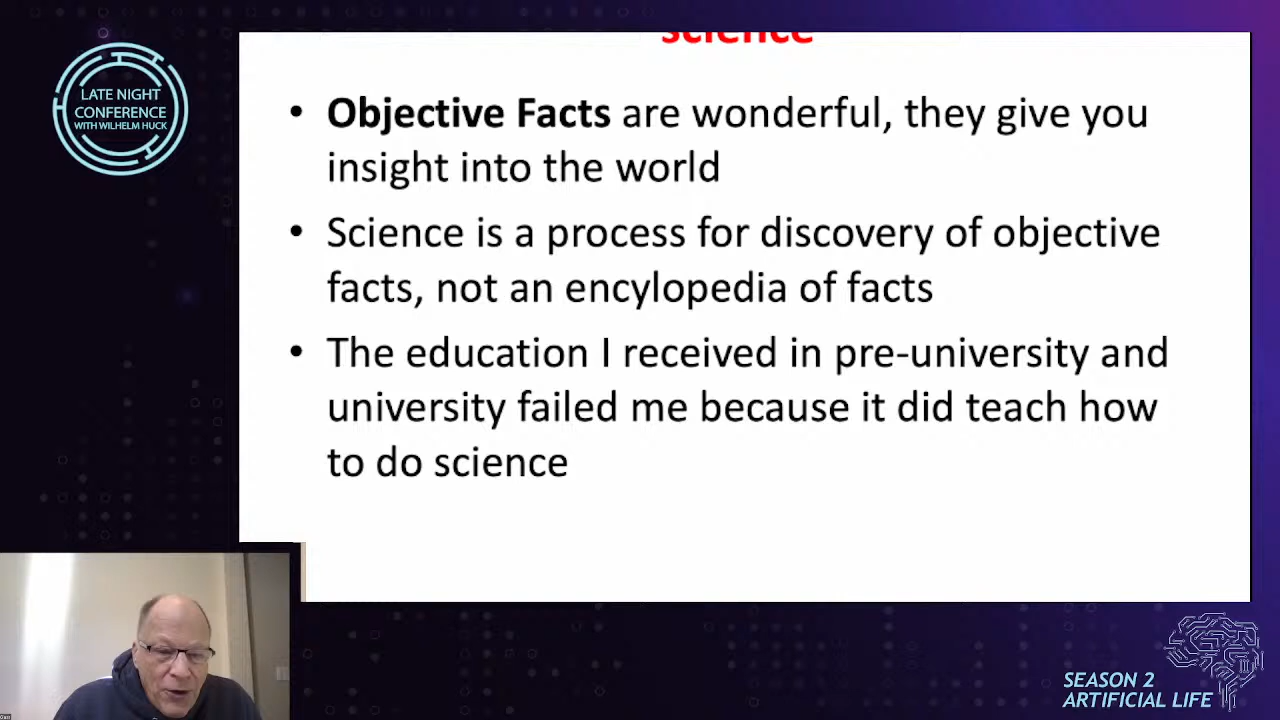 science
LATE NIGHT
CONFERENCE
WITH WILHELM HUCK
• Objective Facts are wonderful, they give you
insight into the world
• Science is a process for discovery of objective
facts, not an encylopedia of facts
• The education I received in pre-university and
university failed me because it did teach how
to do science
SEASON 2
ARTIFICIAL LIFE